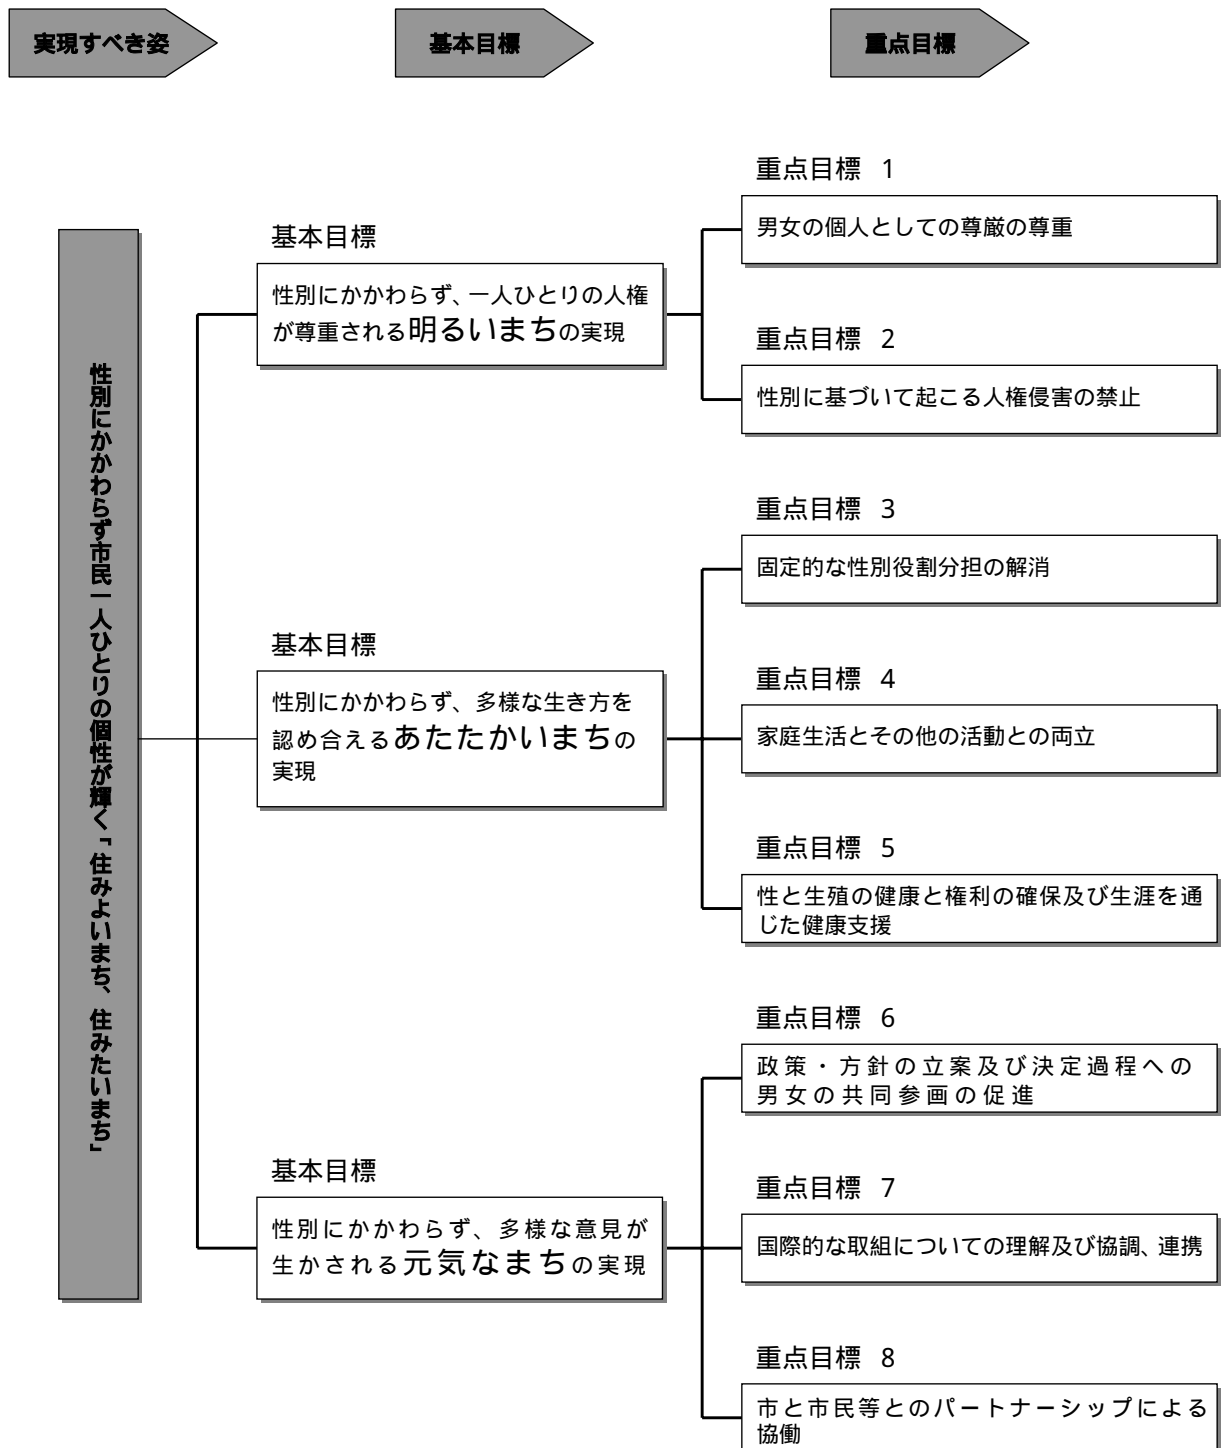 実現すべき姿
基本目標
重点目標
性別にかかわらず市民一人ひとりの個性が輝く「住みよいまち、住みたいまち」
基本目標
性別にかかわらず、一人ひとりの人権
が尊重される明るいまちの実現
重点目標 1
男女の個人としての尊厳の尊重
重点目標 2
性別に基づいて起こる人権侵害の禁止
基本目標
性別にかかわらず、多様な生き方を
認め合えるあたたかいまちの
実現
重点目標 3
固定的な性別役割分担の解消
重点目標 4
家庭生活とその他の活動との両立
重点目標 5
性と生殖の健康と権利の確保及び生涯を通
じた健康支援
基本目標
性別にかかわらず、多様な意見が
生かされる元気なまちの実現
重点目標 6
政策・方針の立案及び決定過程への
男女の共同参画の促進
重点目標 7
国際的な取組についての理解及び協調、連携
重点目標 8
市と市民等とのパートナーシップによる
協働